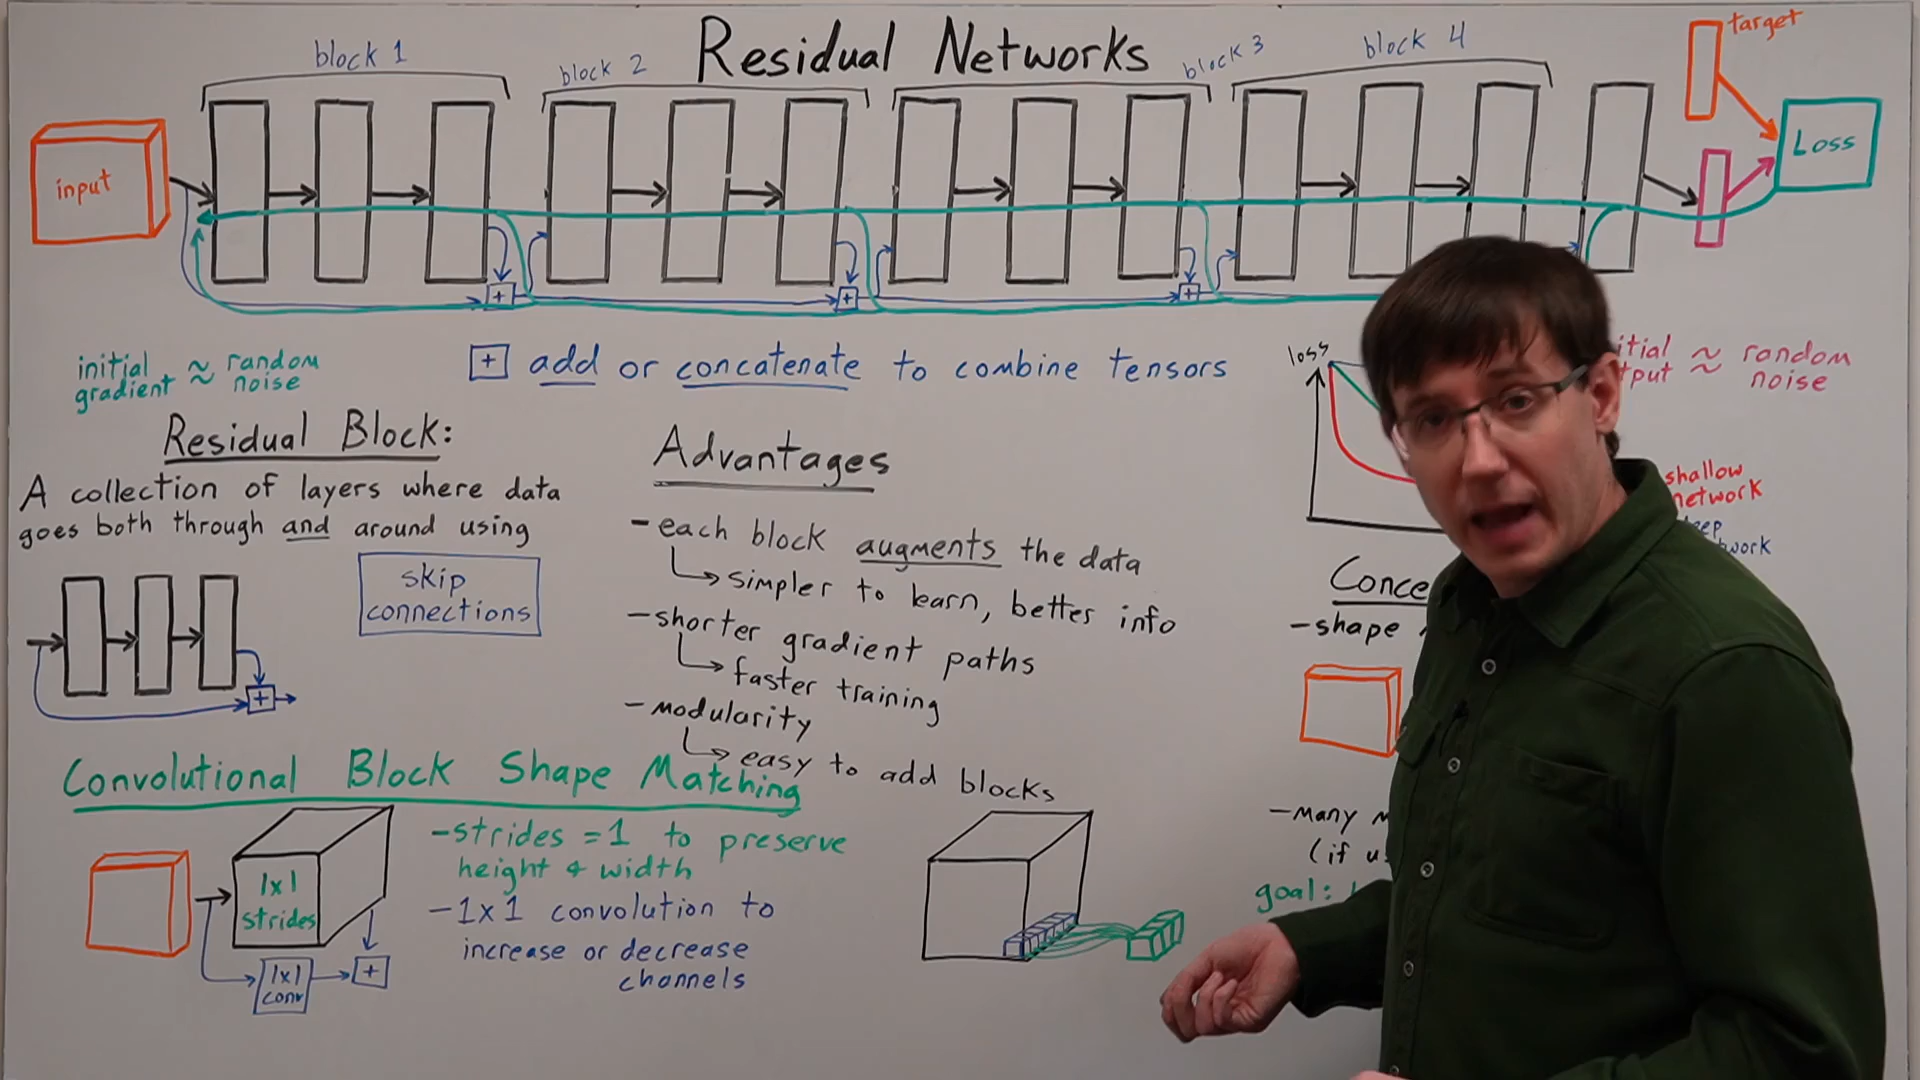 Residual Networks
block 1
block 2
block 3
block 4
target
input
Loss
+
+
+
initial ≈ random
gradient noise
+ add or concatenate to combine tensors
loss
≈ random
noise
shallow
network
Residual Block:
A collection of layers where data
goes both through and around using
skip
connections
+
Advantages
- each block augments the data
simpler to learn, better info
- shorter gradient paths
faster training
- modularity
easy to add blocks
- shape
- many
(if
goal:
Convolutional Block Shape Matching
1x1
strides
1x1
conv
+
- strides = 1 to preserve
height & width
- 1x1 convolution to
increase or decrease
channels